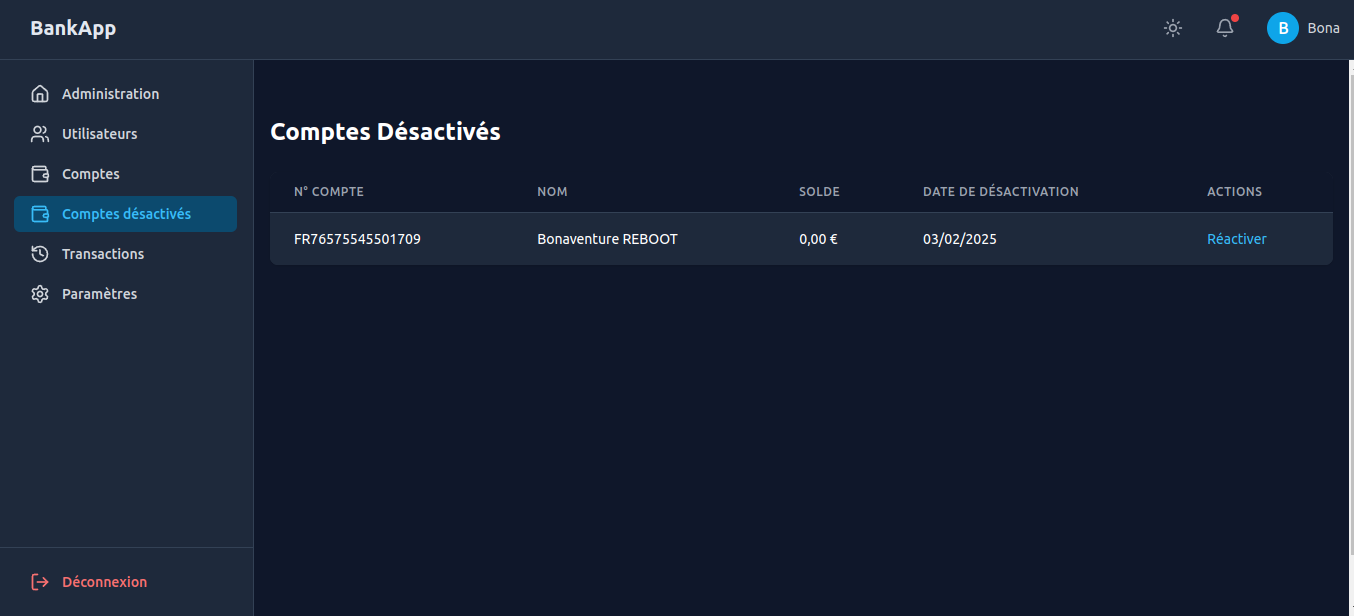 BankApp
B Bona
Administration
Utilisateurs
Comptes
Comptes désactivés
Transactions
Paramètres
Déconnexion
Comptes Désactivés
N° COMPTE NOM SOLDE DATE DE DÉSACTIVATION ACTIONS
FR76575545501709 Bonaventure REBOOT 0,00 € 03/02/2025 Réactiver